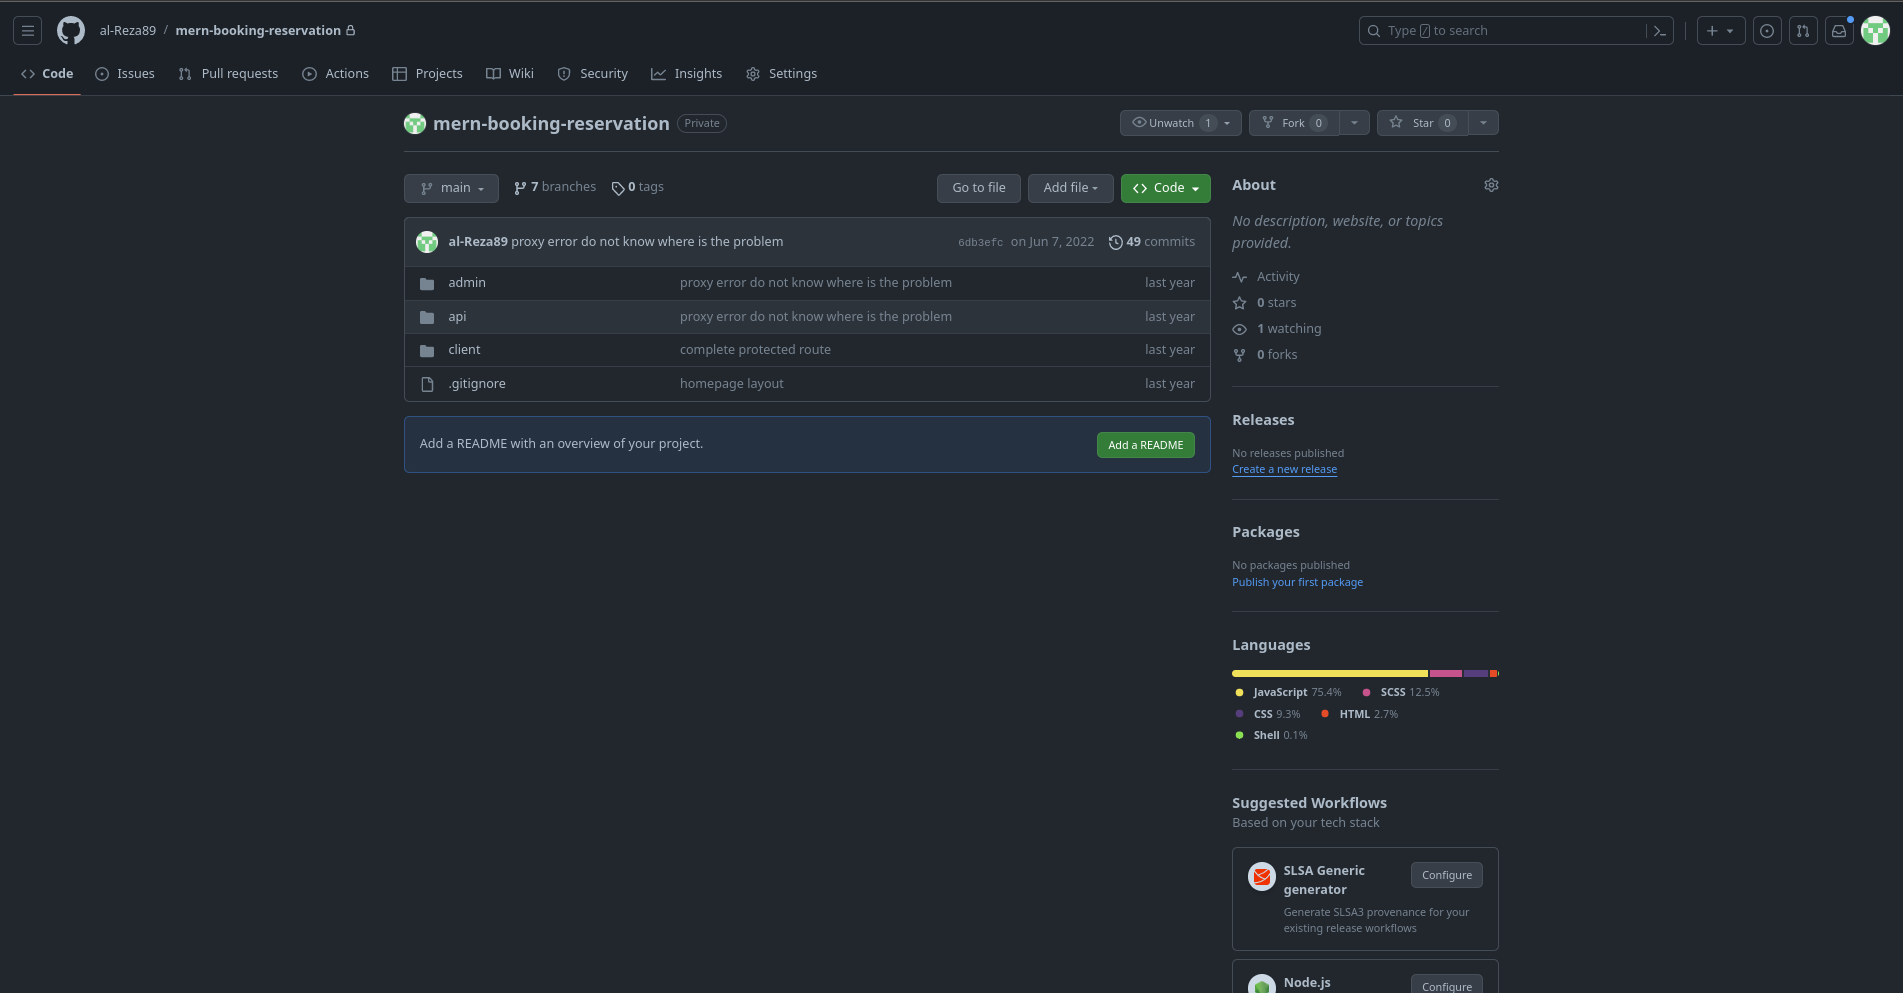 al-Reza89 / mern-booking-reservation
Type / to search
Code Issues Pull requests Actions Projects Wiki Security Insights Settings
mern-booking-reservation Private
Unwatch 1 Fork 0 Star 0
main 7 branches 0 tags Go to file Add file Code
al-Reza89 proxy error do not know where is the problem 6db3efc on Jun 7, 2022 49 commits
admin proxy error do not know where is the problem last year
api proxy error do not know where is the problem last year
client complete protected route last year
.gitignore homepage layout last year
Add a README with an overview of your project. Add a README
About
No description, website, or topics
provided.
Activity
0 stars
1 watching
0 forks
Releases
No releases published
Create a new release
Packages
No packages published
Publish your first package
Languages
JavaScript 75.4% SCSS 12.5%
CSS 9.3% HTML 2.7%
Shell 0.1%
Suggested Workflows
Based on your tech stack
SLSA Generic
generator
Configure
Generate SLSA3 provenance for your
existing release workflows
Node.js Configure